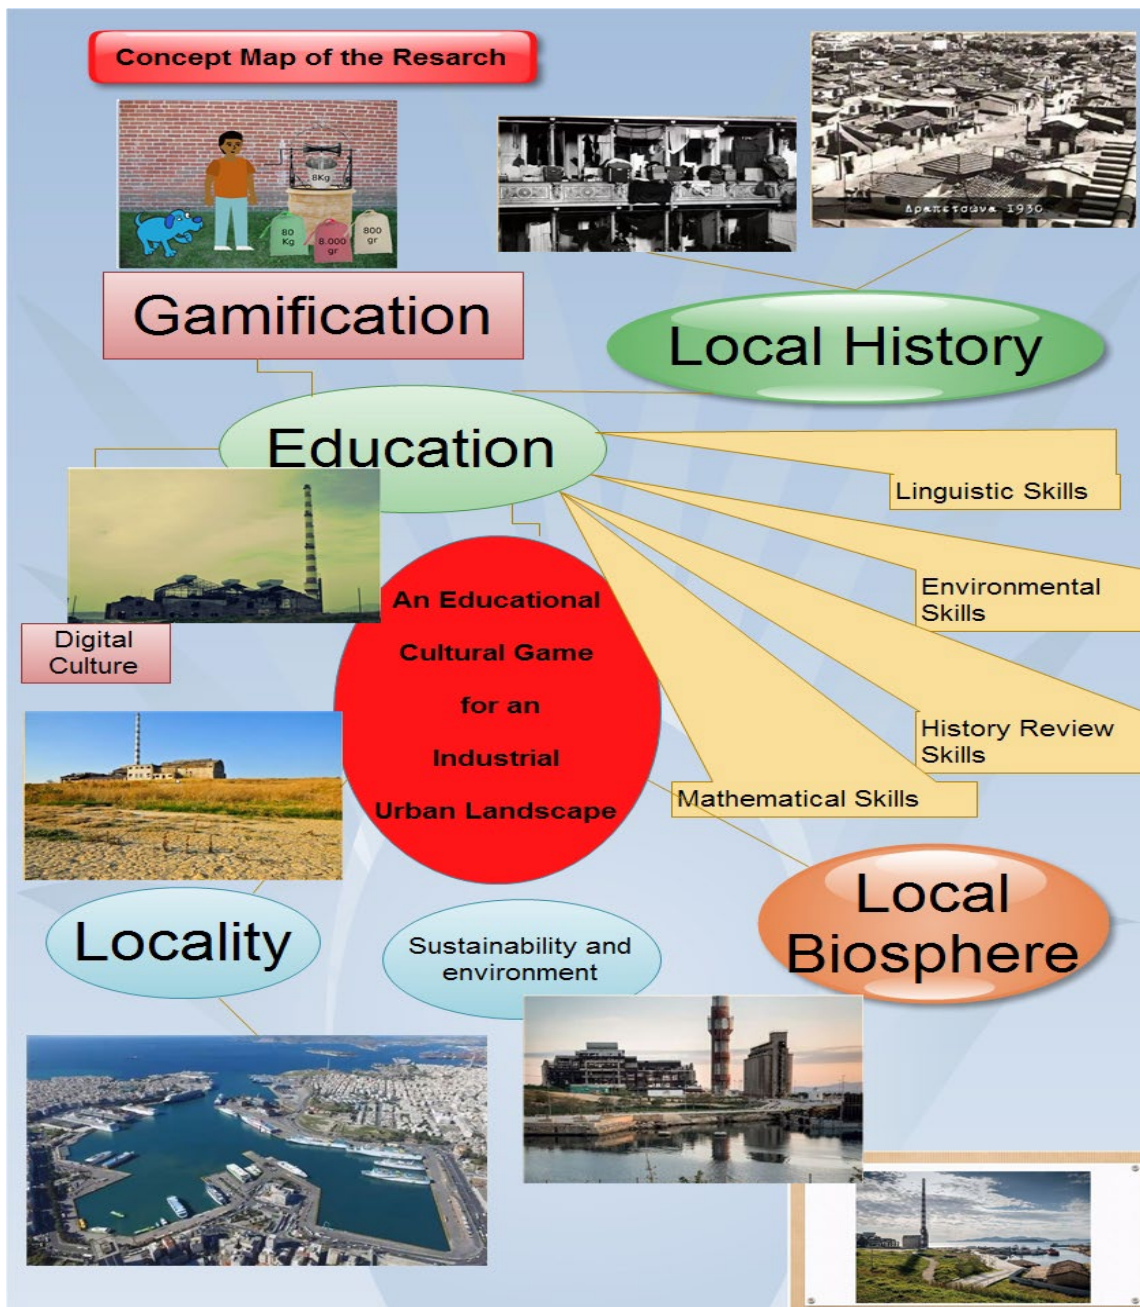 Concept Map of the Resarch
8Kg
80
Kg
8.000
gr
800
gr
Δραπετσώνα 1930
Gamification
Local History
Education
Linguistic Skills
Environmental
Skills
History Review
Skills
Mathematical Skills
An Educational
Cultural Game
for an
Industrial
Urban Landscape
Digital
Culture
Locality
Sustainability and
environment
Local
Biosphere